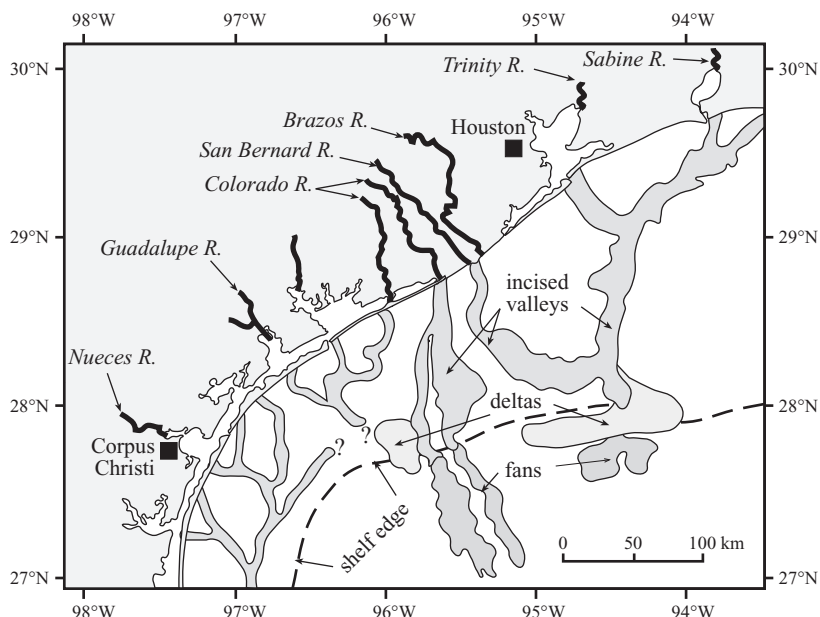 98°W 97°W 96°W 95°W 94°W
30°N 30°N
Trinity R.
Sabine R.
Brazos R.
Houston
San Bernard R.
Colorado R.
29°N 29°N
Guadalupe R.
incised
valleys
Nueces R.
28°N 28°N
deltas
? ?
Corpus
Christi
fans
shelf edge
0 50 100 km
27°N 27°N
98°W 97°W 96°W 95°W 94°W